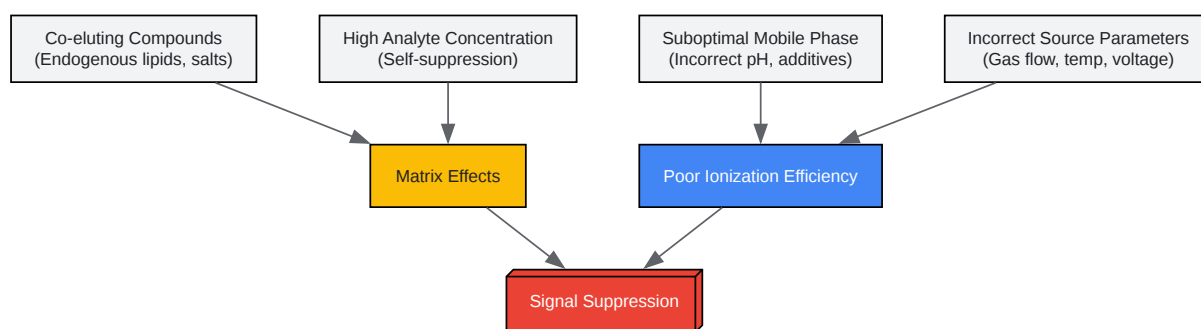 Co-eluting Compounds
(Endogenous lipids, salts)
High Analyte Concentration
(Self-suppression)
Suboptimal Mobile Phase
(Incorrect pH, additives)
Incorrect Source Parameters
(Gas flow, temp, voltage)
Matrix Effects
Poor Ionization Efficiency
Signal Suppression